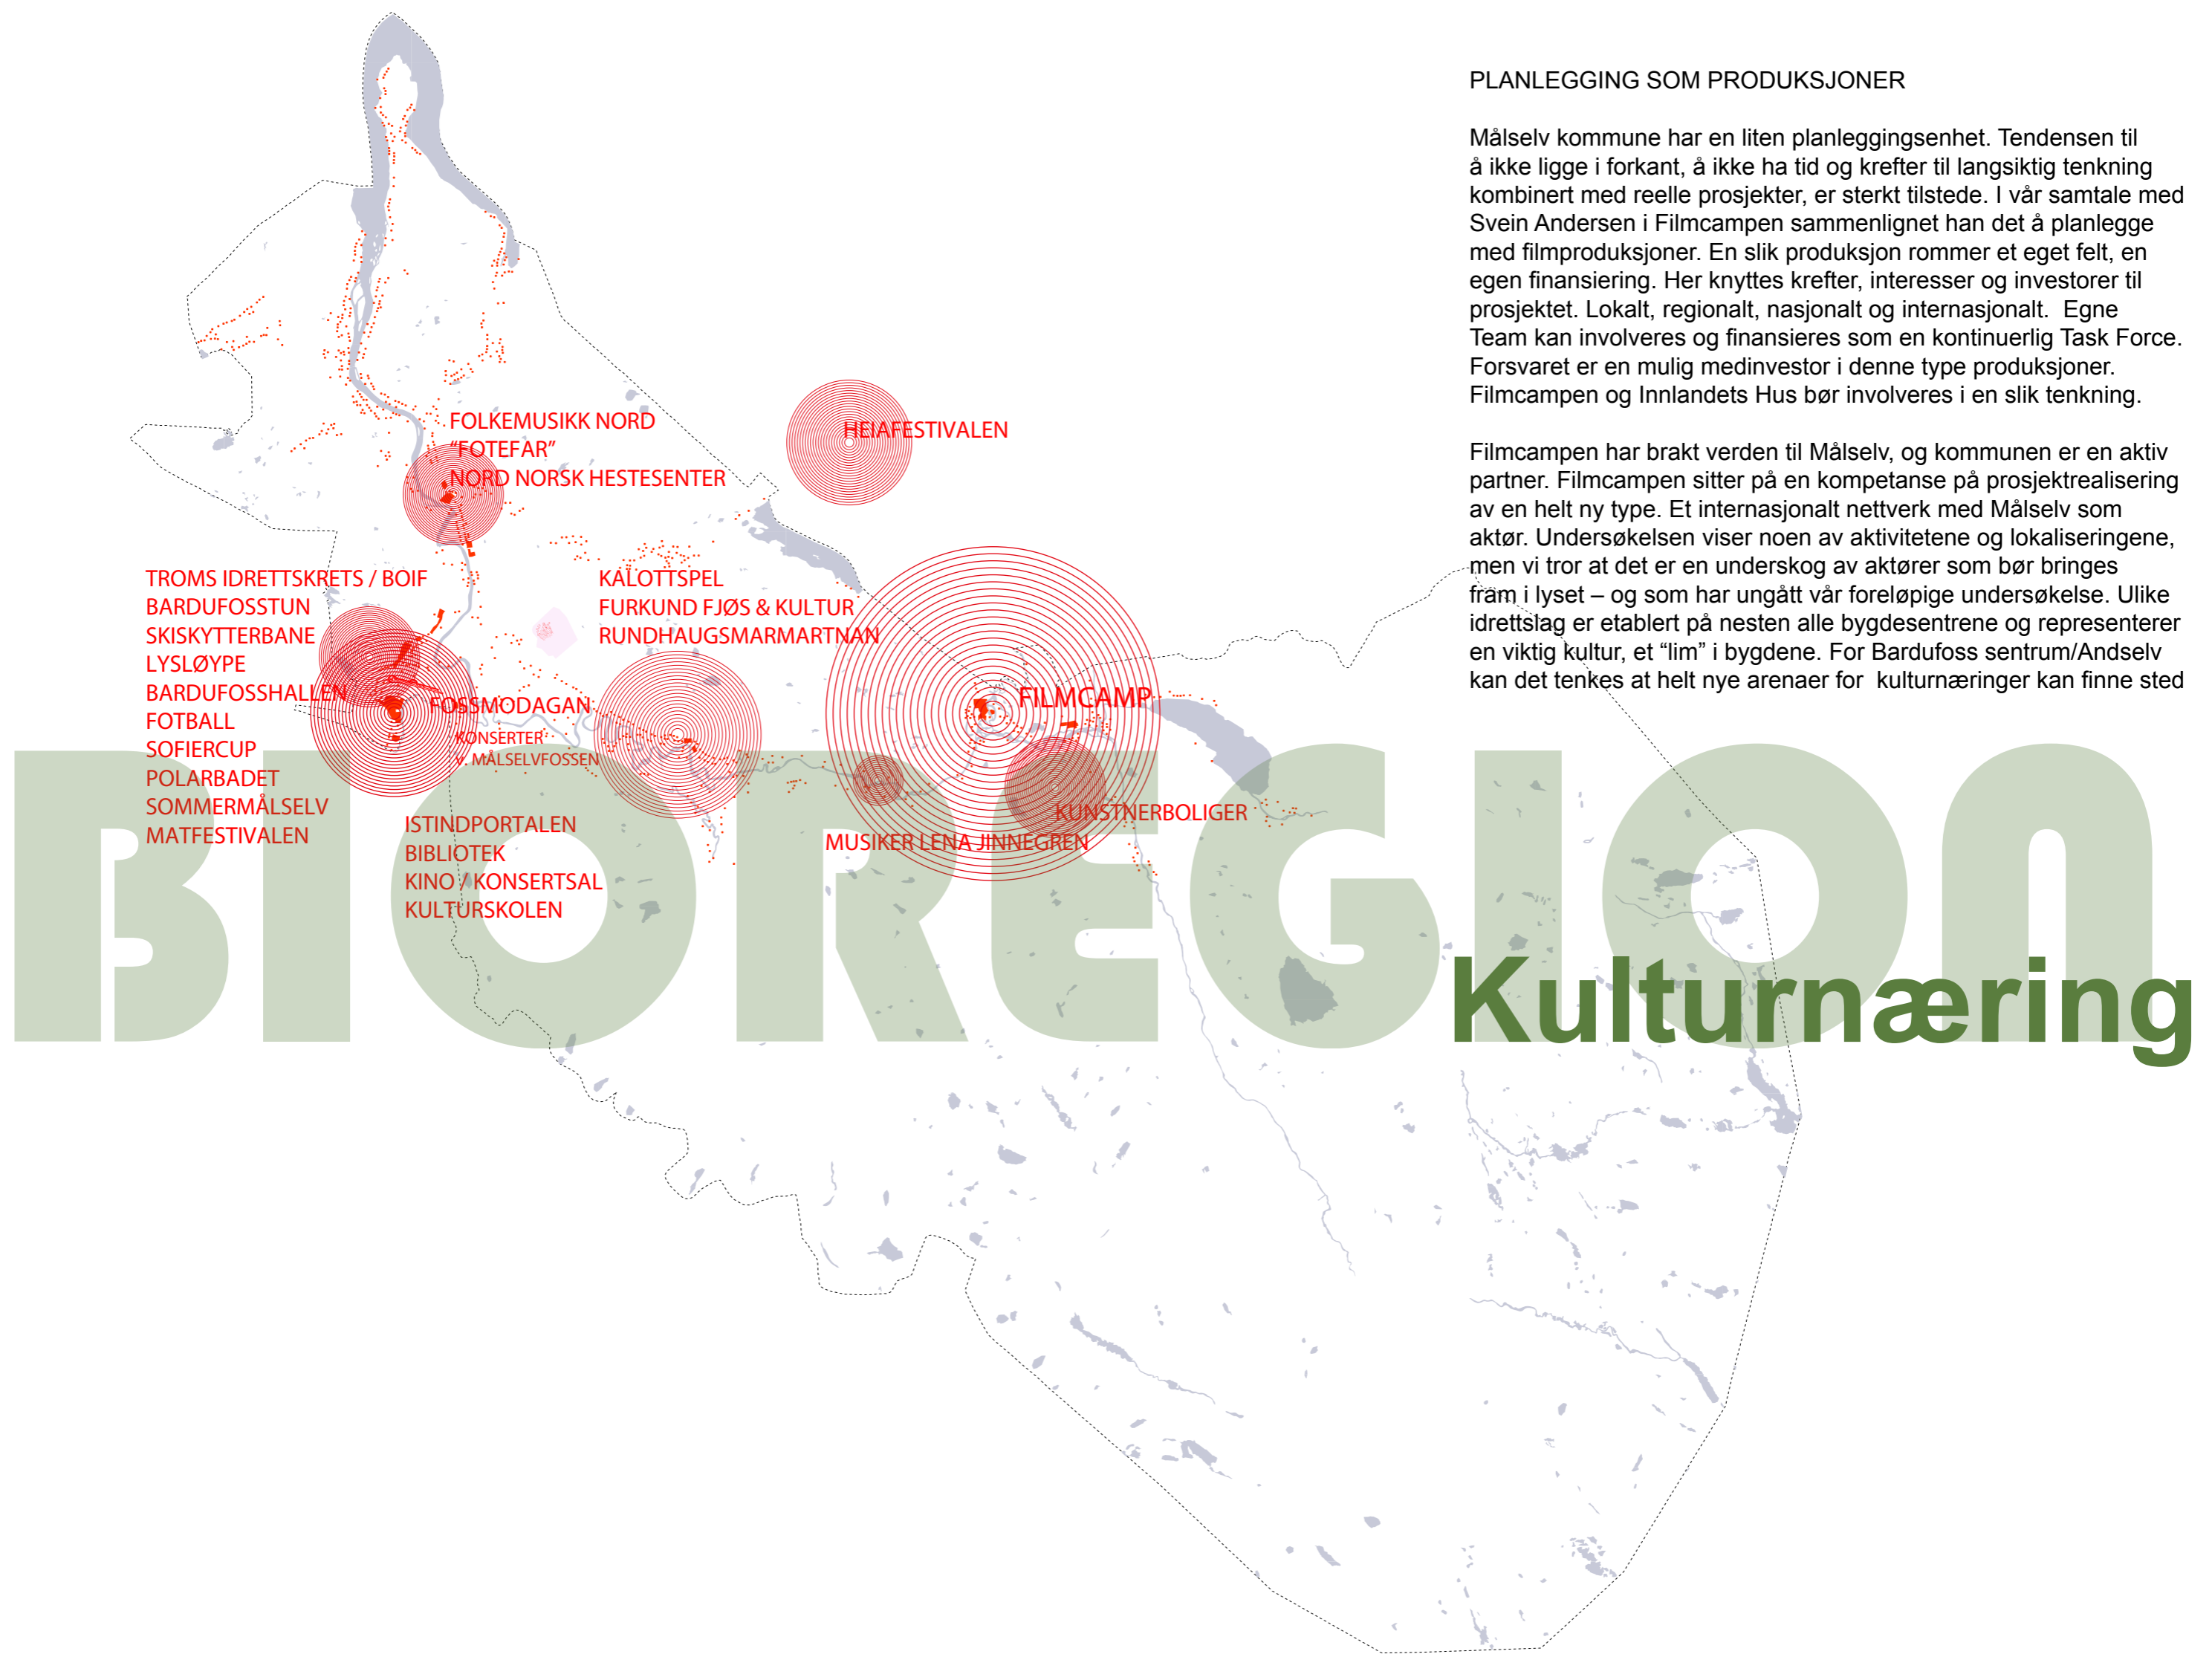 PLANLEGGING SOM PRODUKSJONER
Målselv kommune har en liten planleggingsenhet. Tendensen til
å ikke ligge i forkant, å ikke ha tid og krefter til langsiktig tenkning
kombinert med reelle prosjekter, er sterkt tilstede. I vår samtale med
Svein Andersen i Filmcampen sammenlignet han det å planlegge
med filmproduksjoner. En slik produksjon rommer et eget felt, en
egen finansiering. Her knyttes krefter, interesser og investorer til
prosjektet. Lokalt, regionalt, nasjonalt og internasjonalt.  Egne
Team kan involveres og finansieres som en kontinuerlig Task Force.
Forsvaret er en mulig medinvestor i denne type produksjoner.
Filmcampen og Innlandets Hus bør involveres i en slik tenkning.
Filmcampen har brakt verden til Målselv, og kommunen er en aktiv
partner. Filmcampen sitter på en kompetanse på prosjektrealisering
av en helt ny type. Et internasjonalt nettverk med Målselv som
aktør. Undersøkelsen viser noen av aktivitetene og lokaliseringene,
men vi tror at det er en underskog av aktører som bør bringes
fram i lyset – og som har ungått vår foreløpige undersøkelse. Ulike
idrettslag er etablert på nesten alle bygdesentrene og representerer
en viktig kultur, et “lim” i bygdene. For Bardufoss sentrum/Andselv
kan det tenkes at helt nye arenaer for  kulturnæringer kan finne sted
FOLKEMUSIKK NORD
“FOTEFAR”
NORD NORSK HESTESENTER
HEIAFESTIVALEN
TROMS IDRETTSKRETS / BOIF
BARDUFOSSTUN
SKISKYTTERBANE
LYSLØYPE
BARDUFOSSHALLEN
FOTBALL
SOFIERCUP
POLARBADET
SOMMERMÅLSELV
MATFESTIVALEN
KALOTTSPEL
FURKUND FJØS & KULTUR
RUNDHAUGSMARMARTNAN
FOSSMODAGAN
KONSERTER
v. MÅLSELVFOSSEN
FILMCAMP
KUNSTNERBOLIGER
MUSIKER LENA JINNEGREN
ISTINDPORTALEN
BIBLIOTEK
KINO / KONSERTSAL
KULTURSKOLEN
BIOREGION
Kulturnæring